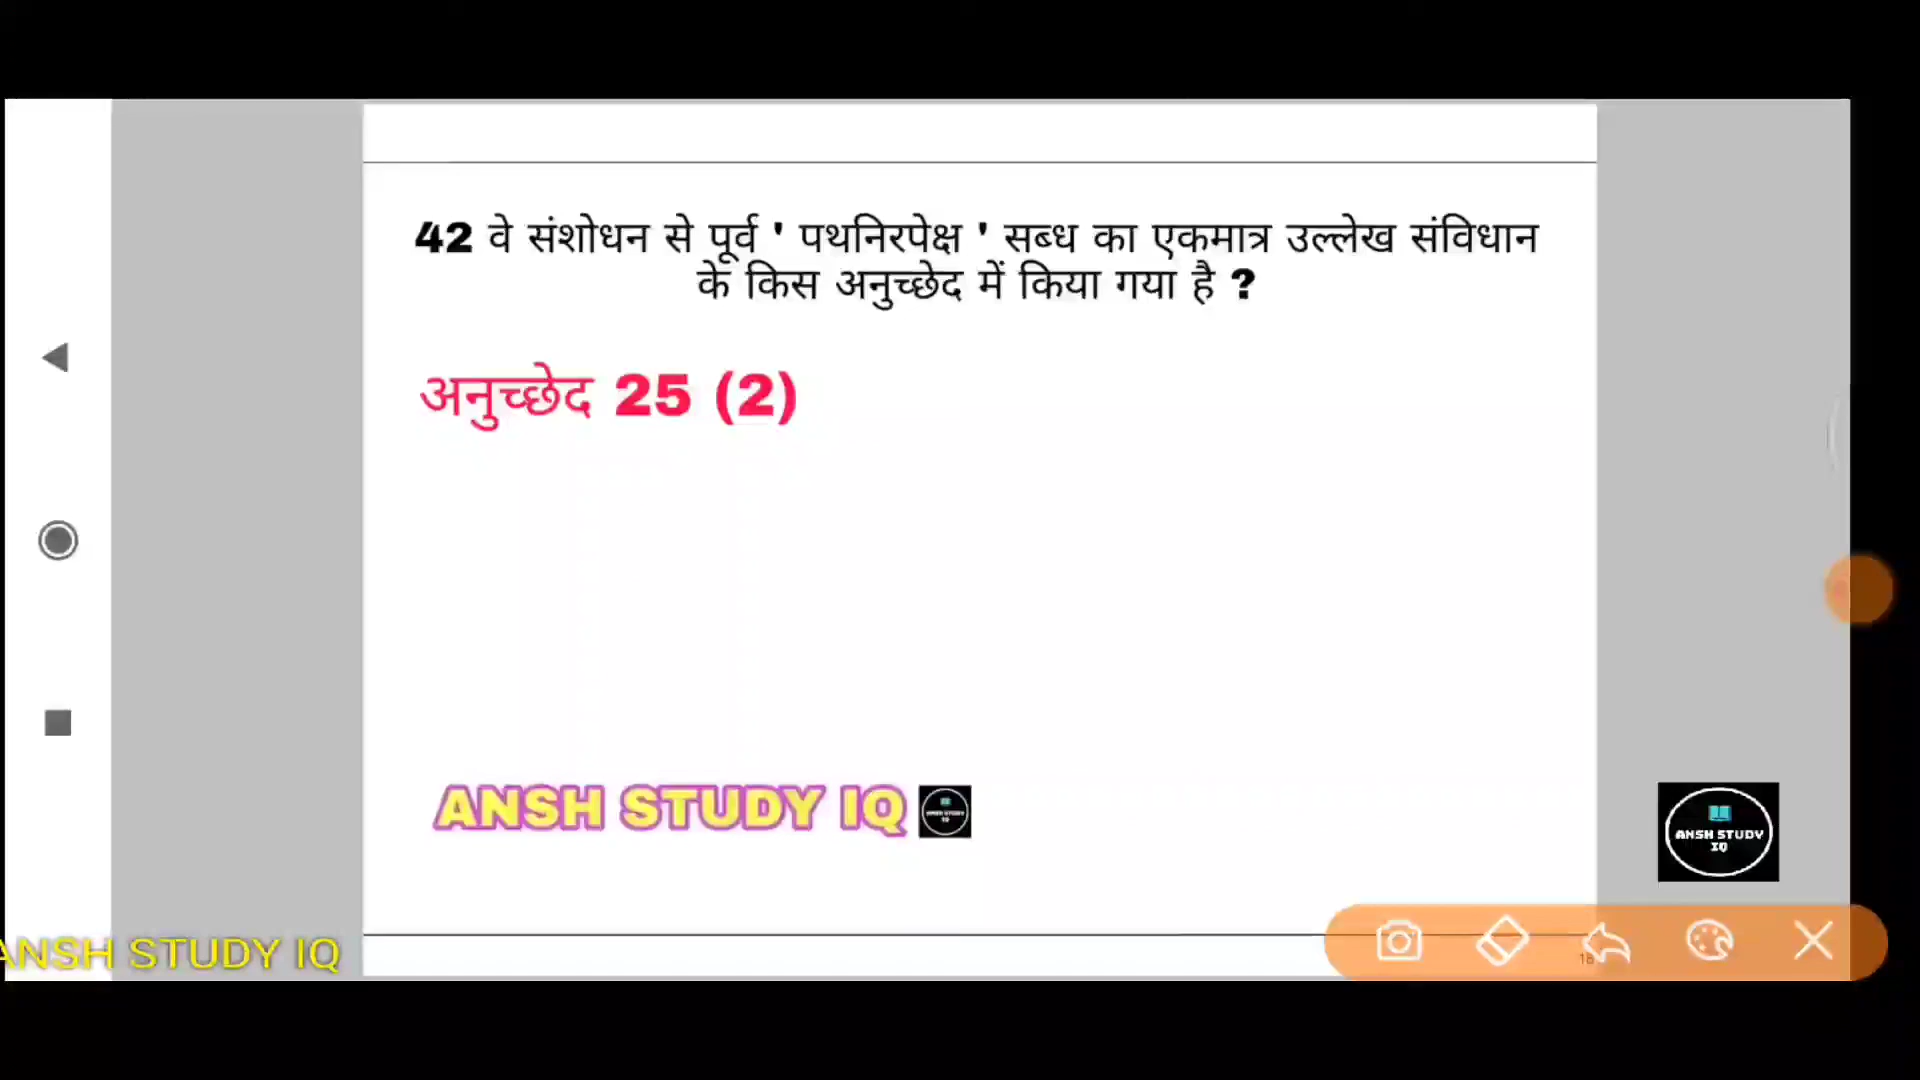 42 वे संशोधन से पूर्व ' पथनिरपेक्ष ' सब्ध का एकमात्र उल्लेख संविधान
के किस अनुच्छेद में किया गया है ?
अनुच्छेद 25 (2)
ANSH STUDY IQ
ANSH STUDY
IQ
ANSH STUDY IQ
18